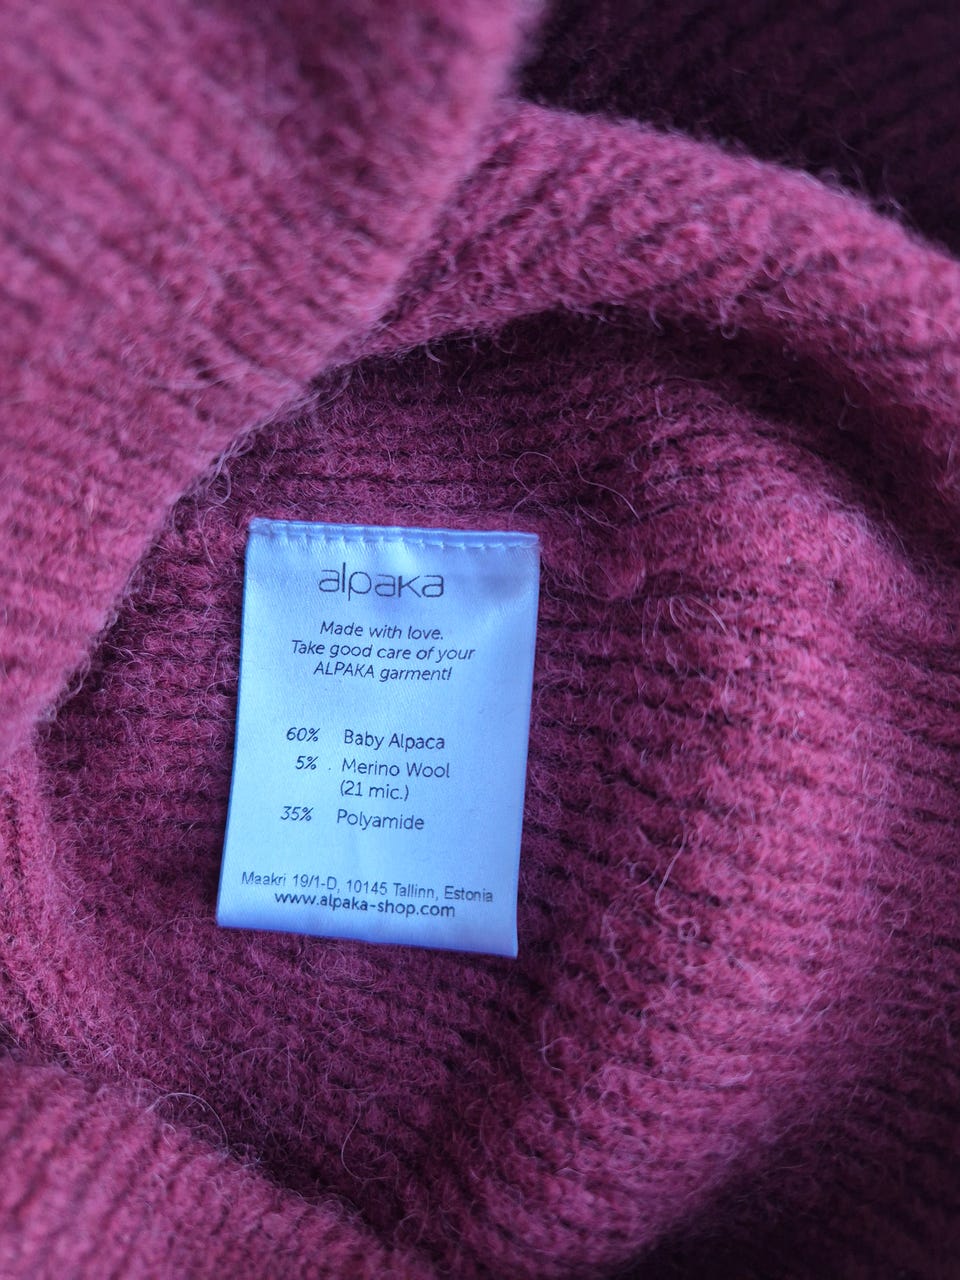 alpaka
Made with love.
Take good care of your
ALPAKA garment!
60% Baby Alpaca
5% Merino Wool
(21 mic.)
35% Polyamide
Maakri 19/1-D, 10145 Tallinn, Estonia
www.alpaka-shop.com